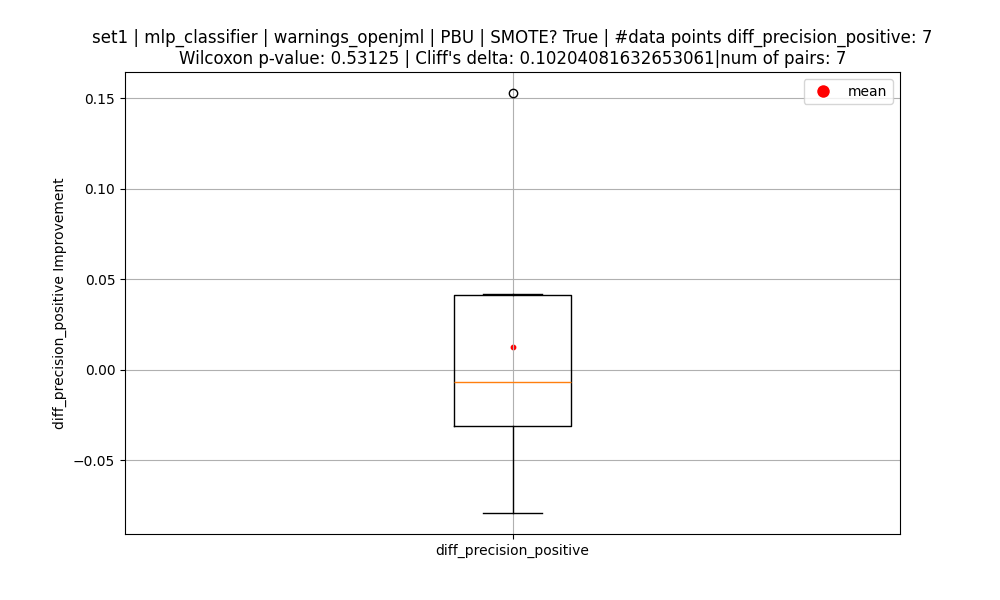 set1 | mlp_classifier | warnings_openjml | PBU | SMOTE? True | #data points diff_precision_positive: 7
Wilcoxon p-value: 0.53125 | Cliff's delta: 0.10204081632653061|num of pairs: 7
mean
0.15
0.10
0.05
0.00
−0.05
diff_precision_positive Improvement
diff_precision_positive